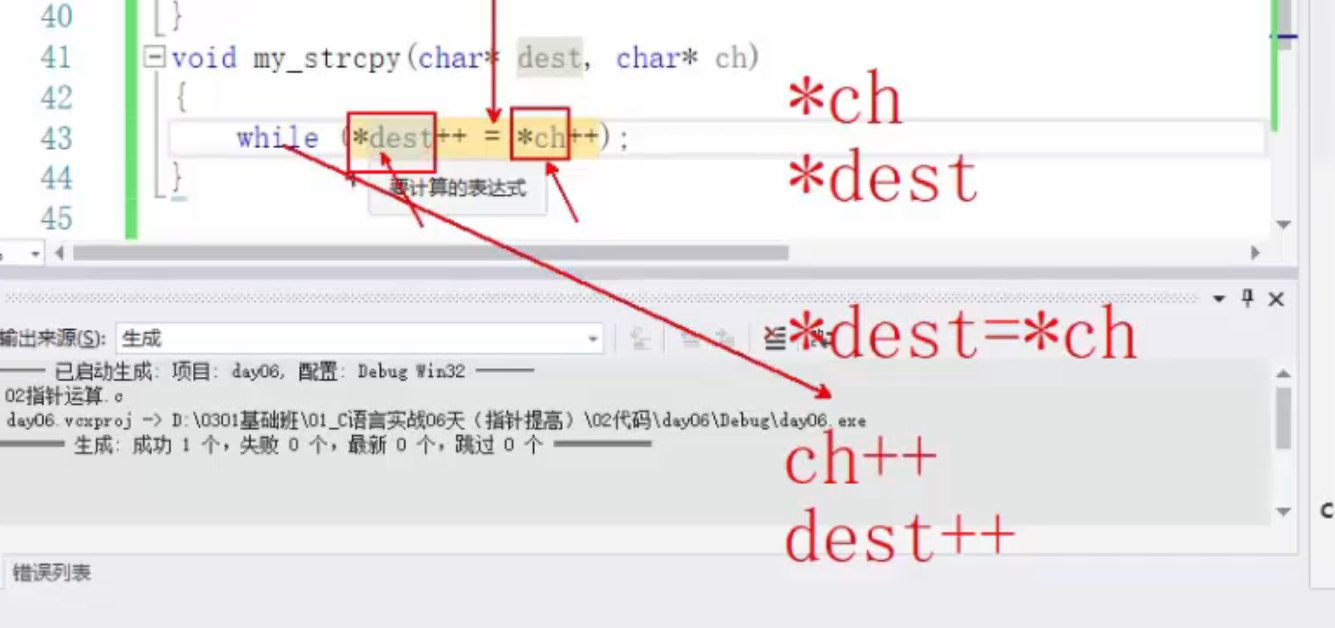 40 }
41 void my_strcpy(char* dest, char* ch)
42 {
43 while (*dest++ = *ch++);
44 }
45
要计算的表达式
*ch
*dest
*dest=*ch
输出来源(S): 生成
已启动生成: 项目: day06, 配置: Debug Win32
02指针运算.c
day06.vcxproj -> D:\0301基础班\01_C语言实战06天（指针提高）\02代码\day06\Debug\day06.exe
生成: 成功 1 个，失败 0 个，最新 0 个，跳过 0 个
ch++
dest++
错误列表